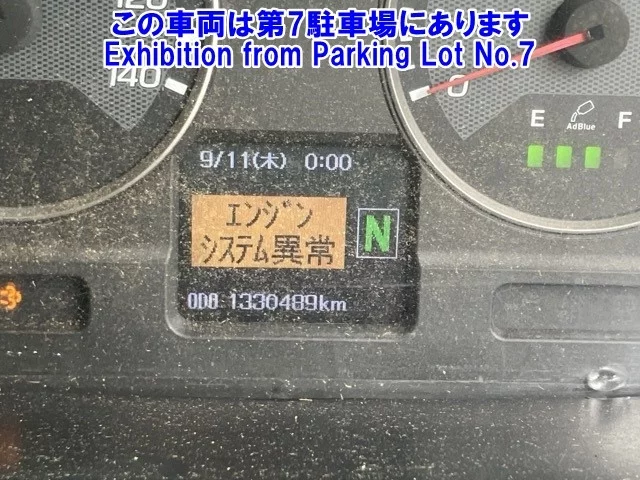 この車両は第7駐車場にあります
Exhibition from Parking Lot No.7
120
140
0
E
AdBlue
F
9/11(木) 0:00
エンジン
システム異常
N
ODO 1330489km